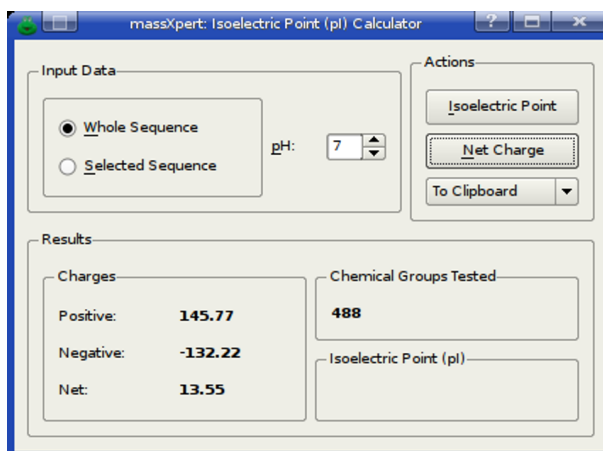 massXpert: Isoelectric Point (pI) Calculator
Input Data
Whole Sequence
Selected Sequence
pH:
7
Actions
Isoelectric Point
Net Charge
To Clipboard
Results
Charges
Positive:
145.77
Negative:
-132.22
Net:
13.55
Chemical Groups Tested
488
Isoelectric Point (pI)